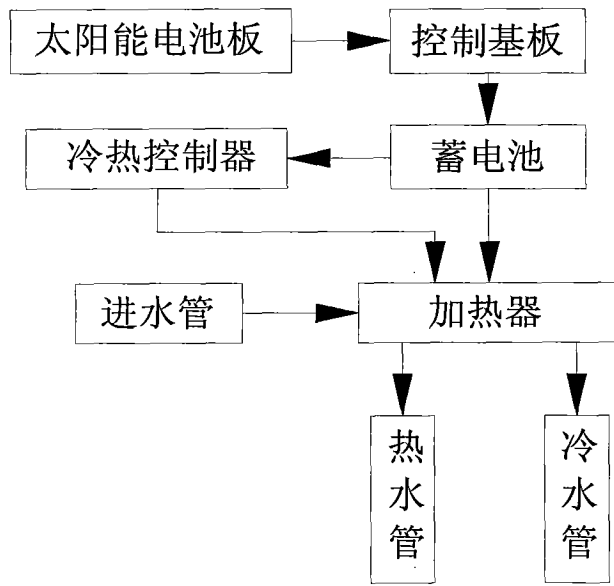 太阳能电池板
控制基板
冷热控制器
蓄电池
进水管
加热器
热水管
冷水管